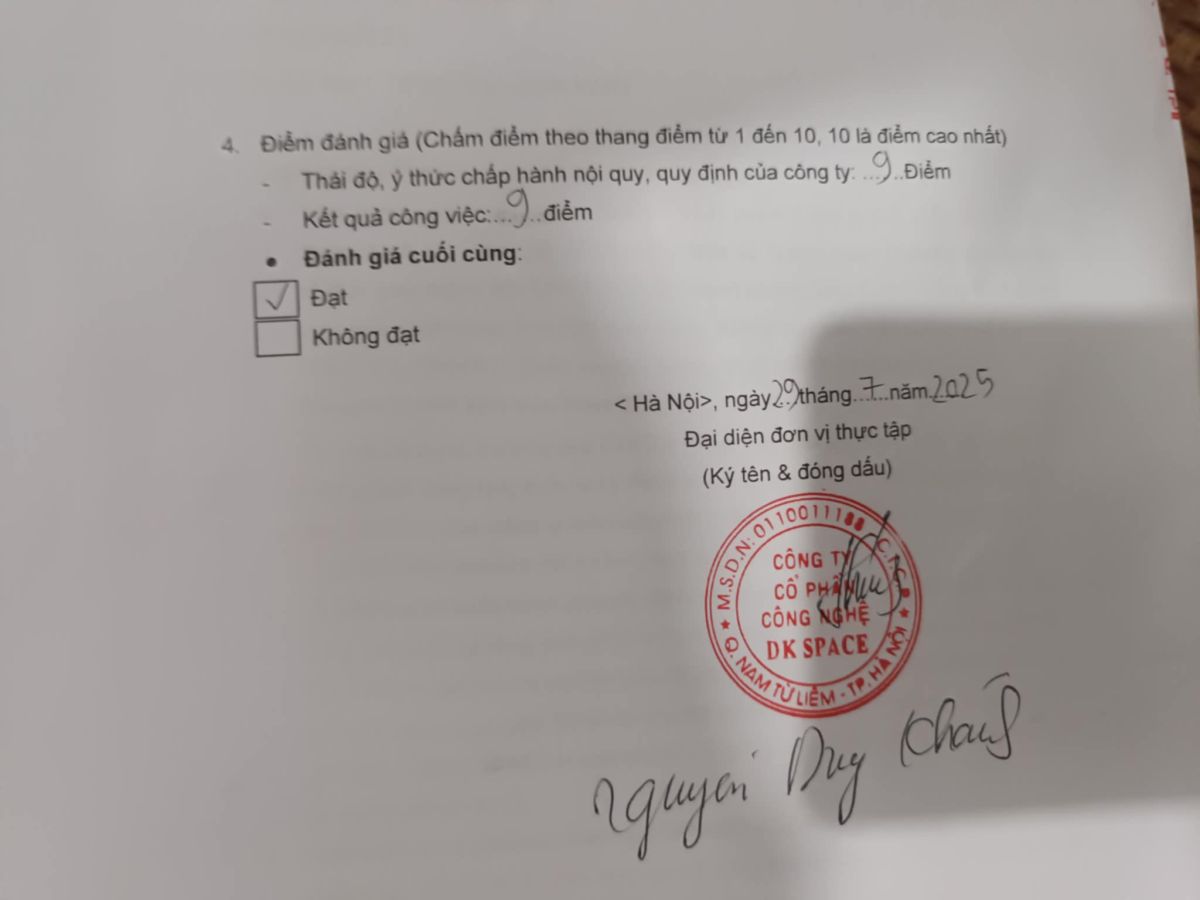 4. Điểm đánh giá (Chấm điểm theo thang điểm từ 1 đến 10, 10 là điểm cao nhất)
- Thái độ, ý thức chấp hành nội quy, quy định của công ty: ...9..Điểm
- Kết quả công việc:...9..điểm
• Đánh giá cuối cùng:
✓ Đạt
Không đạt
< Hà Nội>, ngày 29 tháng..7...năm.2025
Đại diện đơn vị thực tập
(Ký tên & đóng dấu)
M.S.D.N: 0110011188 C.T.C.P
CÔNG TY
CỔ PHẦN
CÔNG NGHỆ
DK SPACE
★ Q. NAM TỪ LIÊM - TP. HÀ NỘI ★
Nguyen Duy Khang